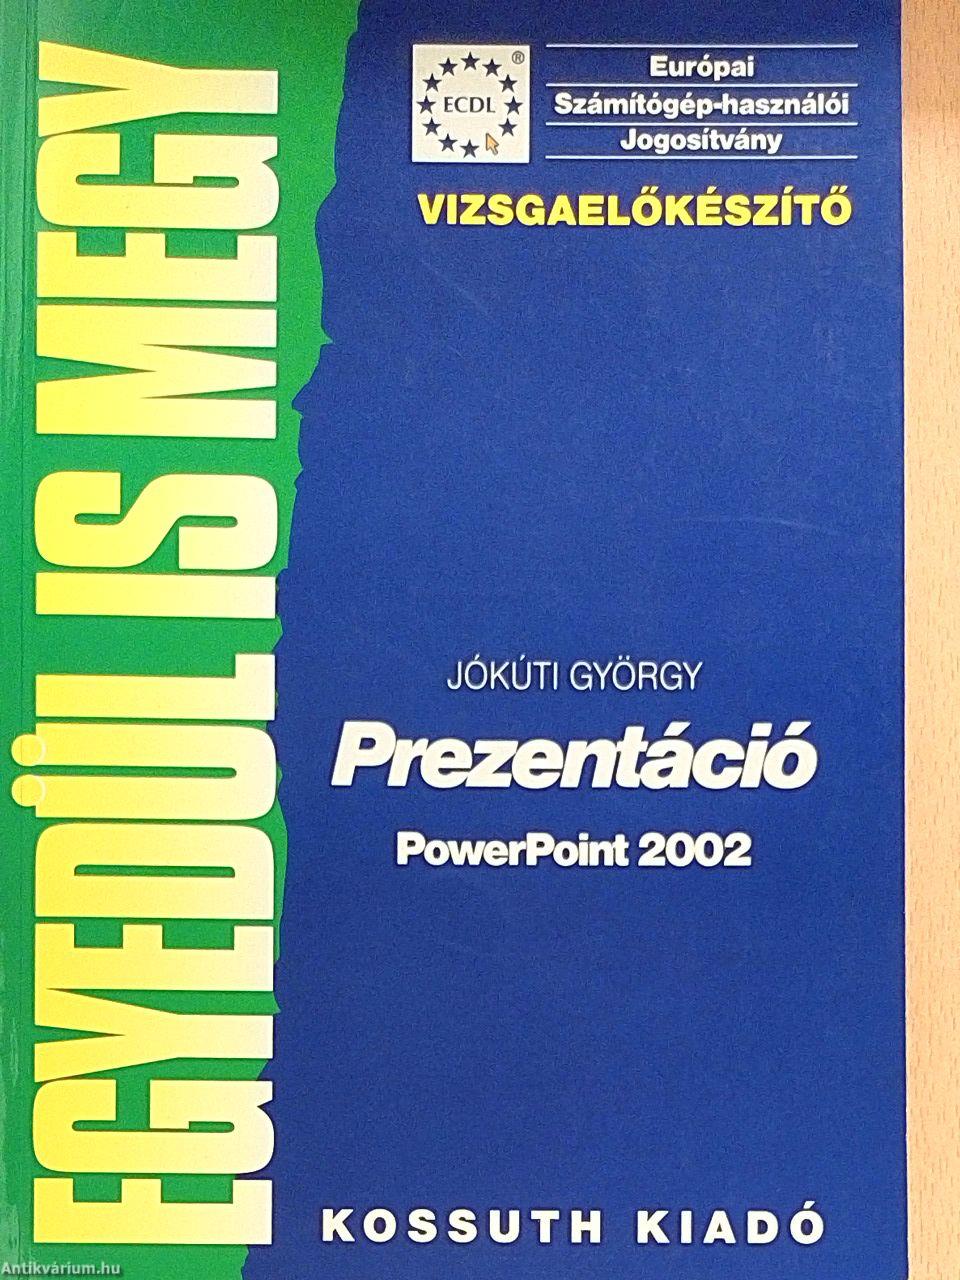 EGYEDÜL IS MEGY
ECDL ®
Európai
Számítógép-használói
Jogosítvány
VIZSGAELŐKÉSZÍTŐ
JÓKÚTI GYÖRGY
Prezentáció
PowerPoint 2002
KOSSUTH KIADÓ
Antikvárium.hu